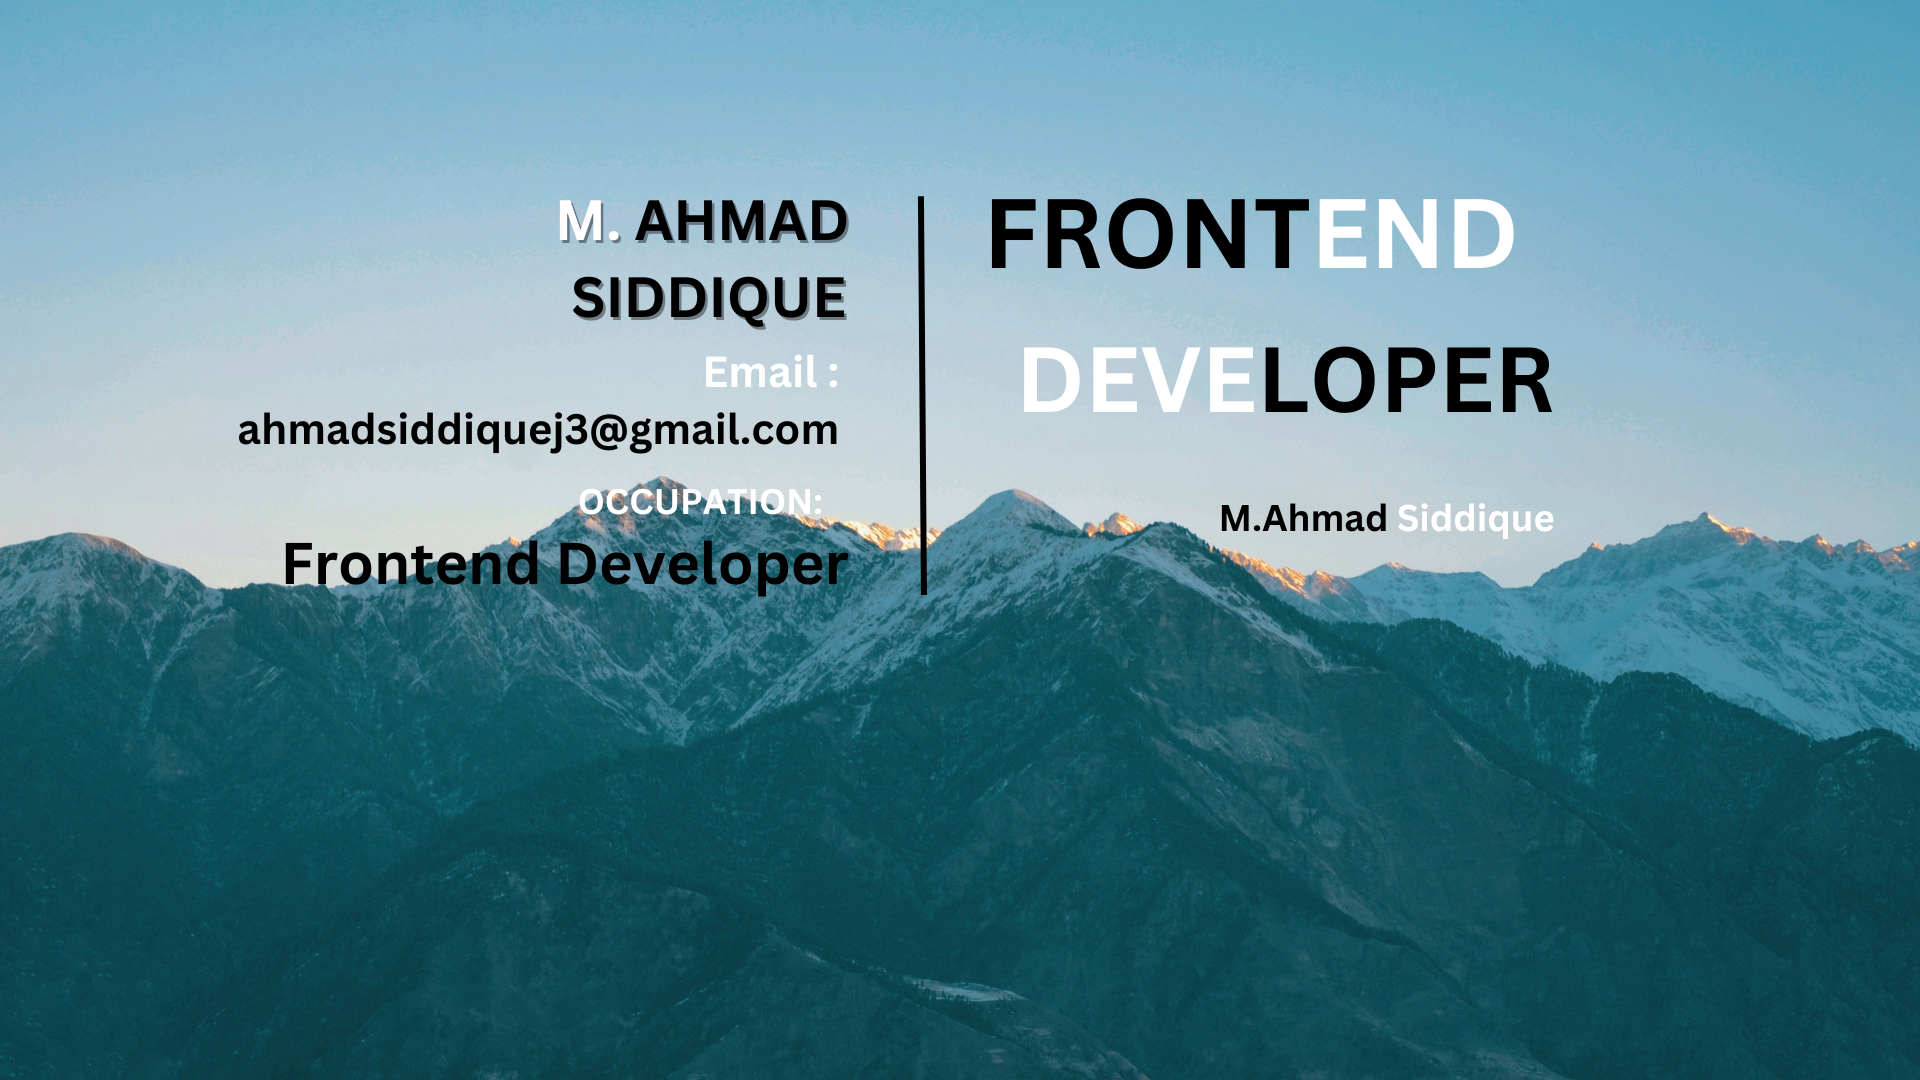 M. AHMAD
SIDDIQUE
Email :
ahmadsiddiquej3@gmail.com
OCCUPATION:
Frontend Developer
FRONTEND
DEVELOPER
M.Ahmad Siddique